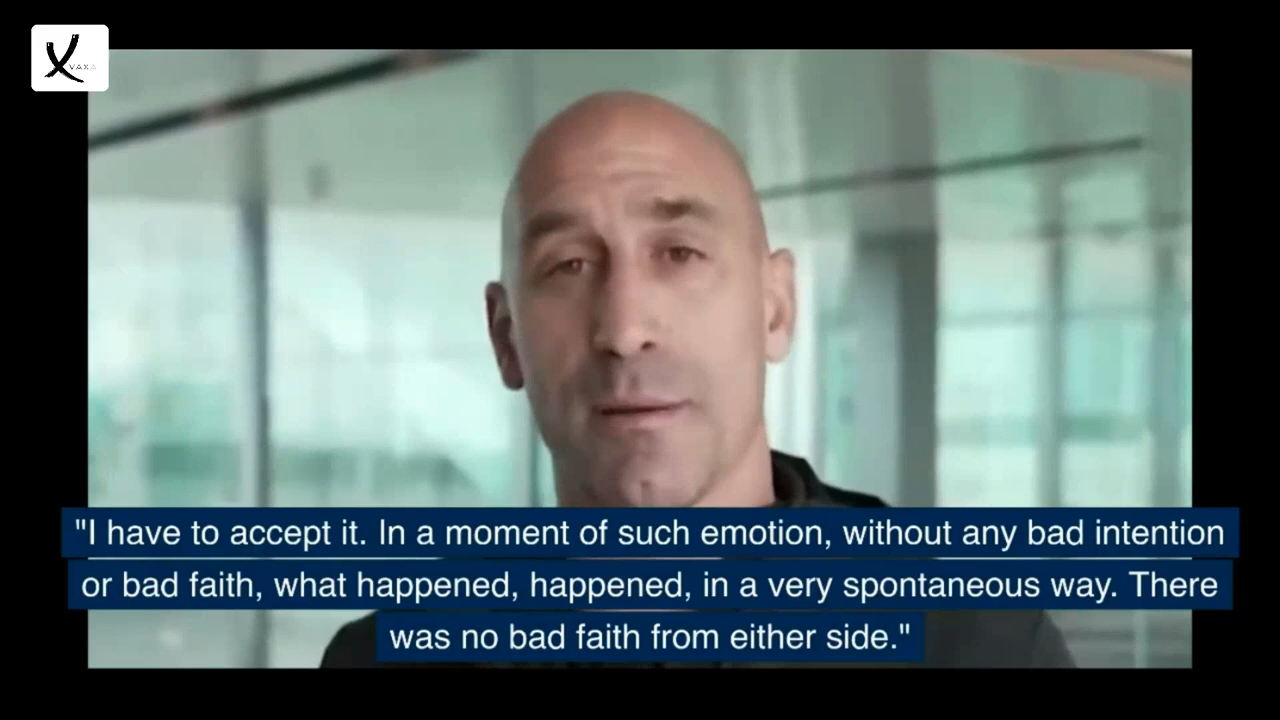 VAXA
"I have to accept it. In a moment of such emotion, without any bad intention
or bad faith, what happened, happened, in a very spontaneous way. There
was no bad faith from either side."